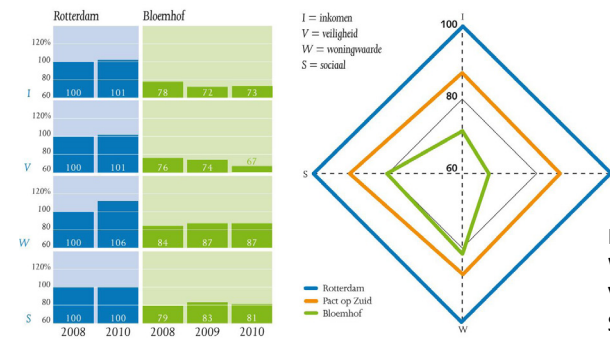 Rotterdam Bloemhof
120%
100
80
I 60 100 101 78 72 73
120%
100
80
V 60 100 101 76 74 67
120%
100
80
W 60 100 106 84 87 87
120%
100
80
S 60 100 100 79 83 81
2008 2010 2008 2009 2010
I = inkomen
V = veiligheid
W = woningwaarde
S = sociaal
I
100
80
60
S
W
Rotterdam
Pact op Zuid
Bloemhof